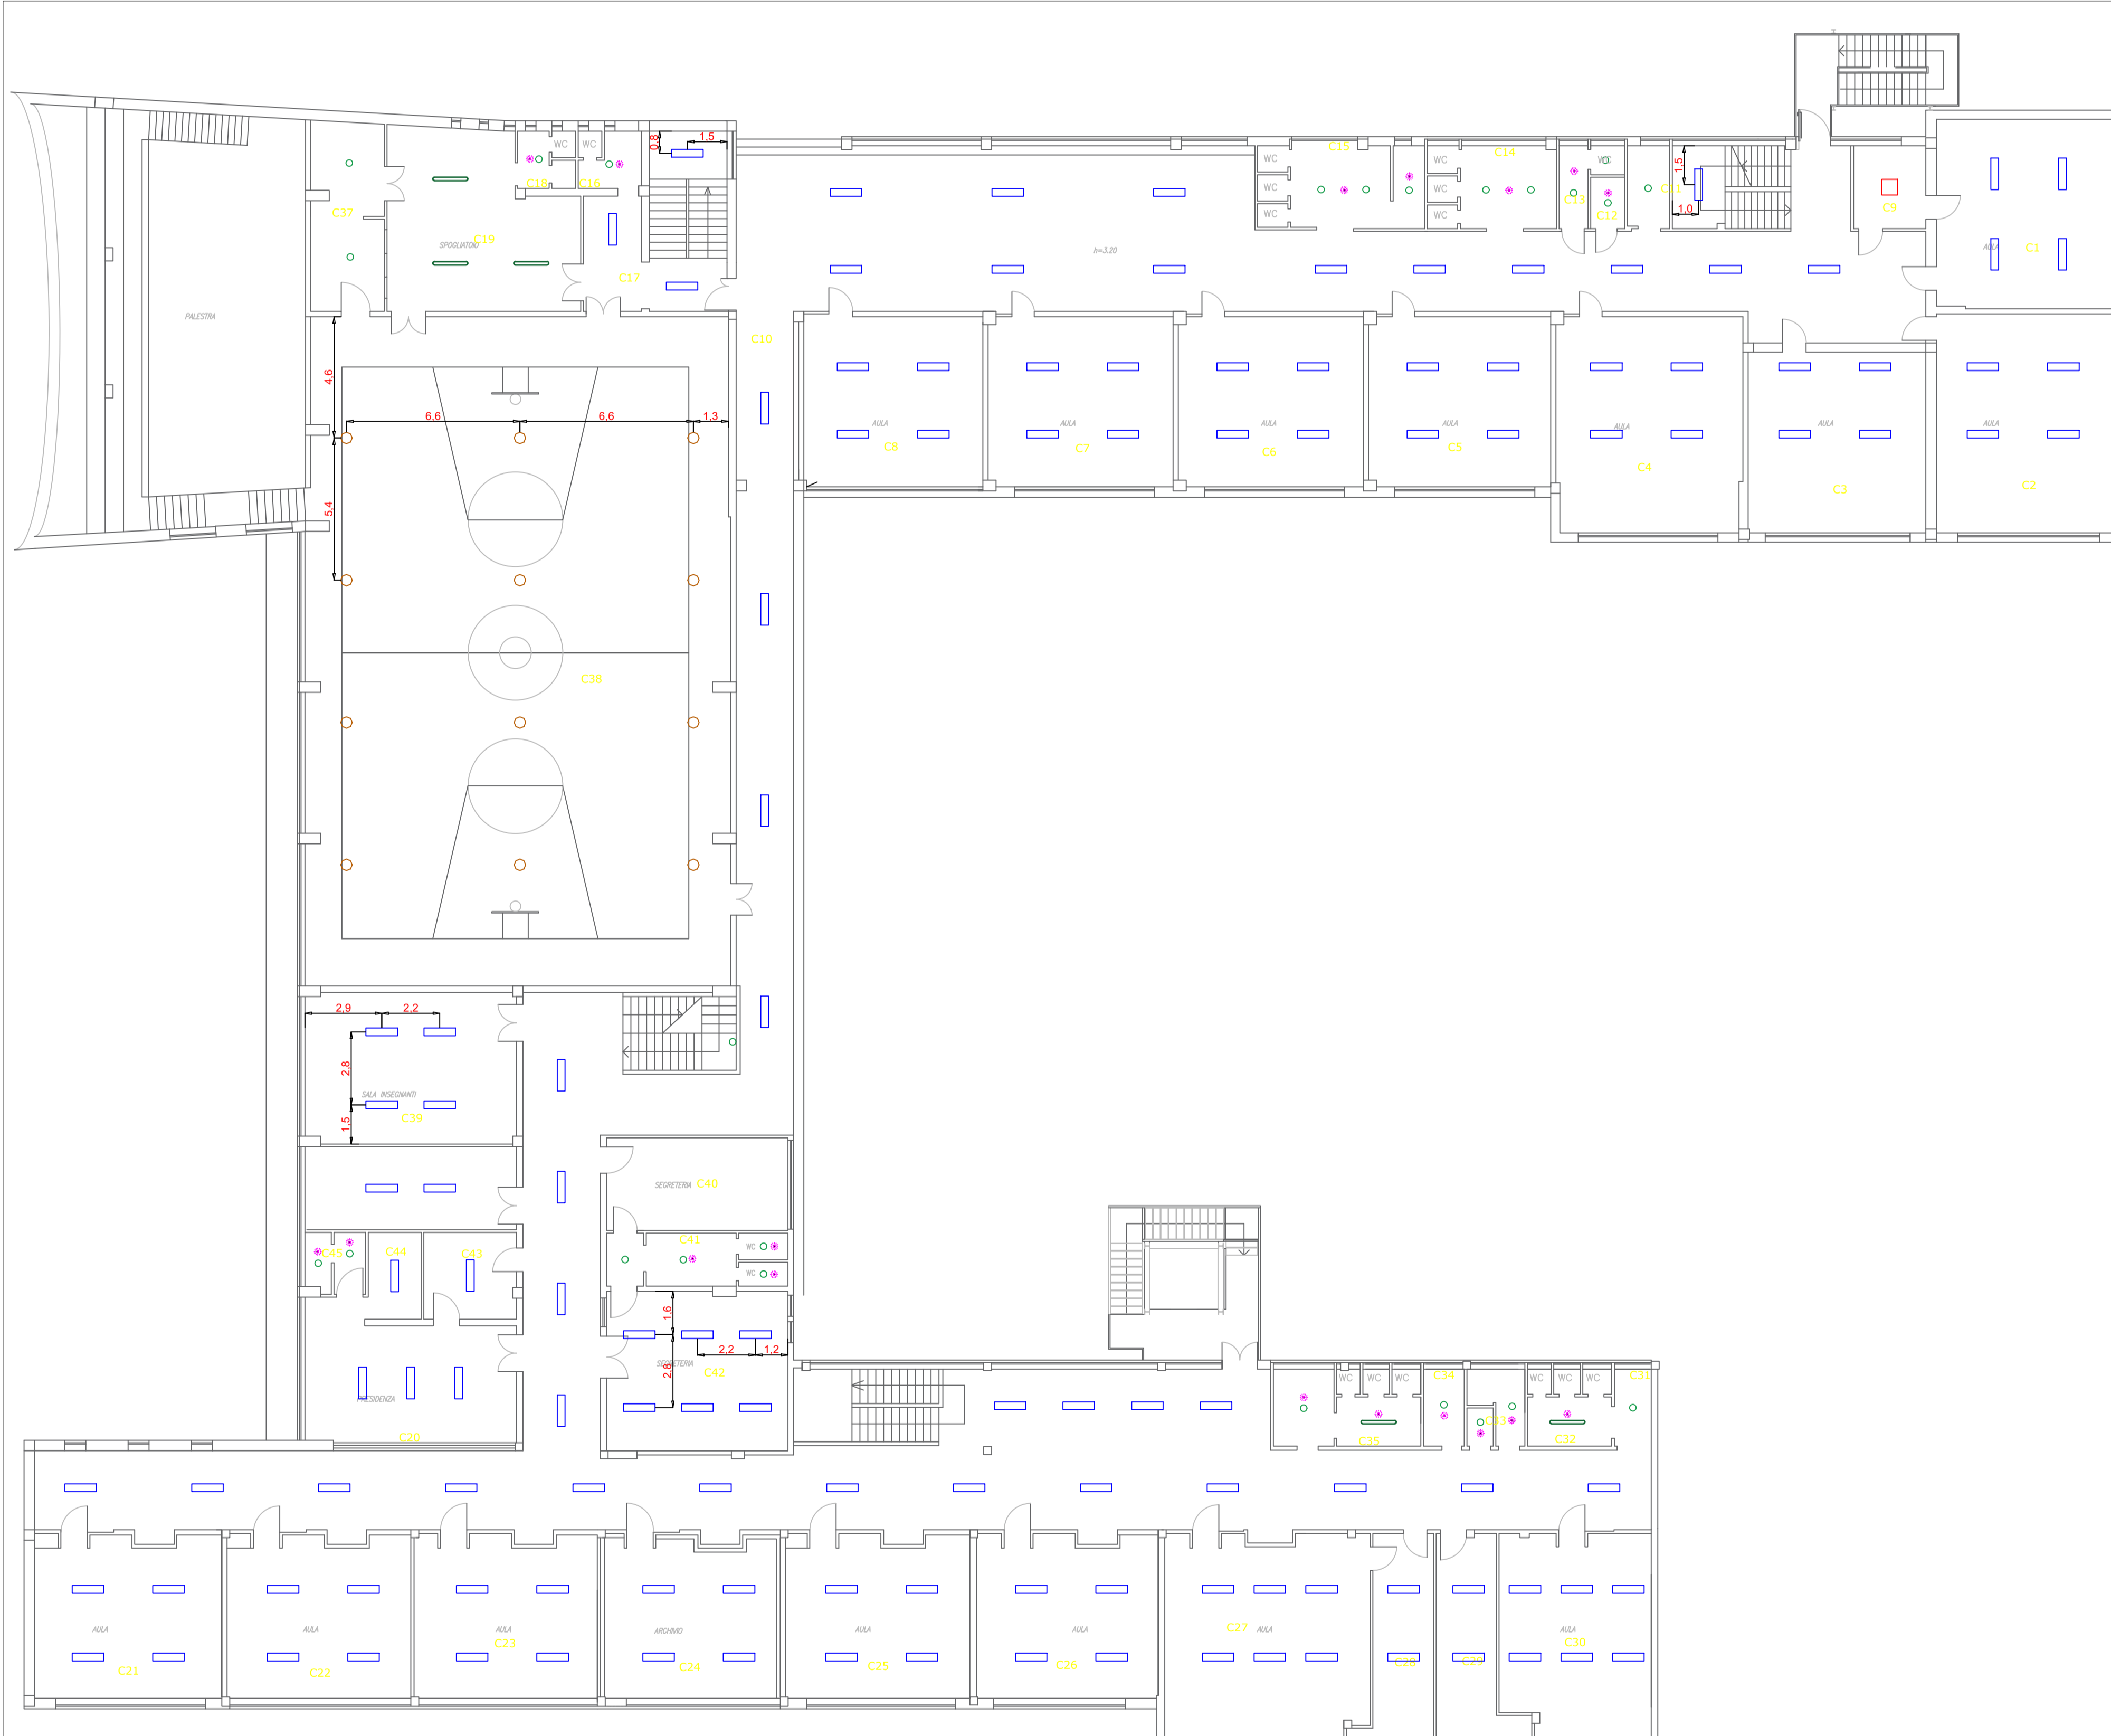 0,8
1,5
WC
WC
C18
C16
C37
SPOGLIATOIO
C19
C17
PALESTRA
WC
WC
WC
C15
WC
WC
WC
C14
WC
C13
C12
C11
1,5
1,0
C9
AULA
C1
h=3.20
C10
4,6
6,6
6,6
1,3
5,4
AULA
C8
AULA
C7
AULA
C6
AULA
C5
AULA
C4
AULA
C3
AULA
C2
C38
2,9
2,2
2,8
SALA INSEGNANTI
C39
1,5
SEGRETERIA
C40
C45
C44
C43
C41
WC
WC
1,6
2,2
1,2
SEGRETERIA
2,8
C42
PRESIDENZA
C20
WC
WC
WC
C34
C35
C33
WC
WC
WC
C32
C31
AULA
C21
AULA
C22
AULA
C23
ARCHIVIO
C24
AULA
C25
AULA
C26
C27
AULA
C28
C29
AULA
C30